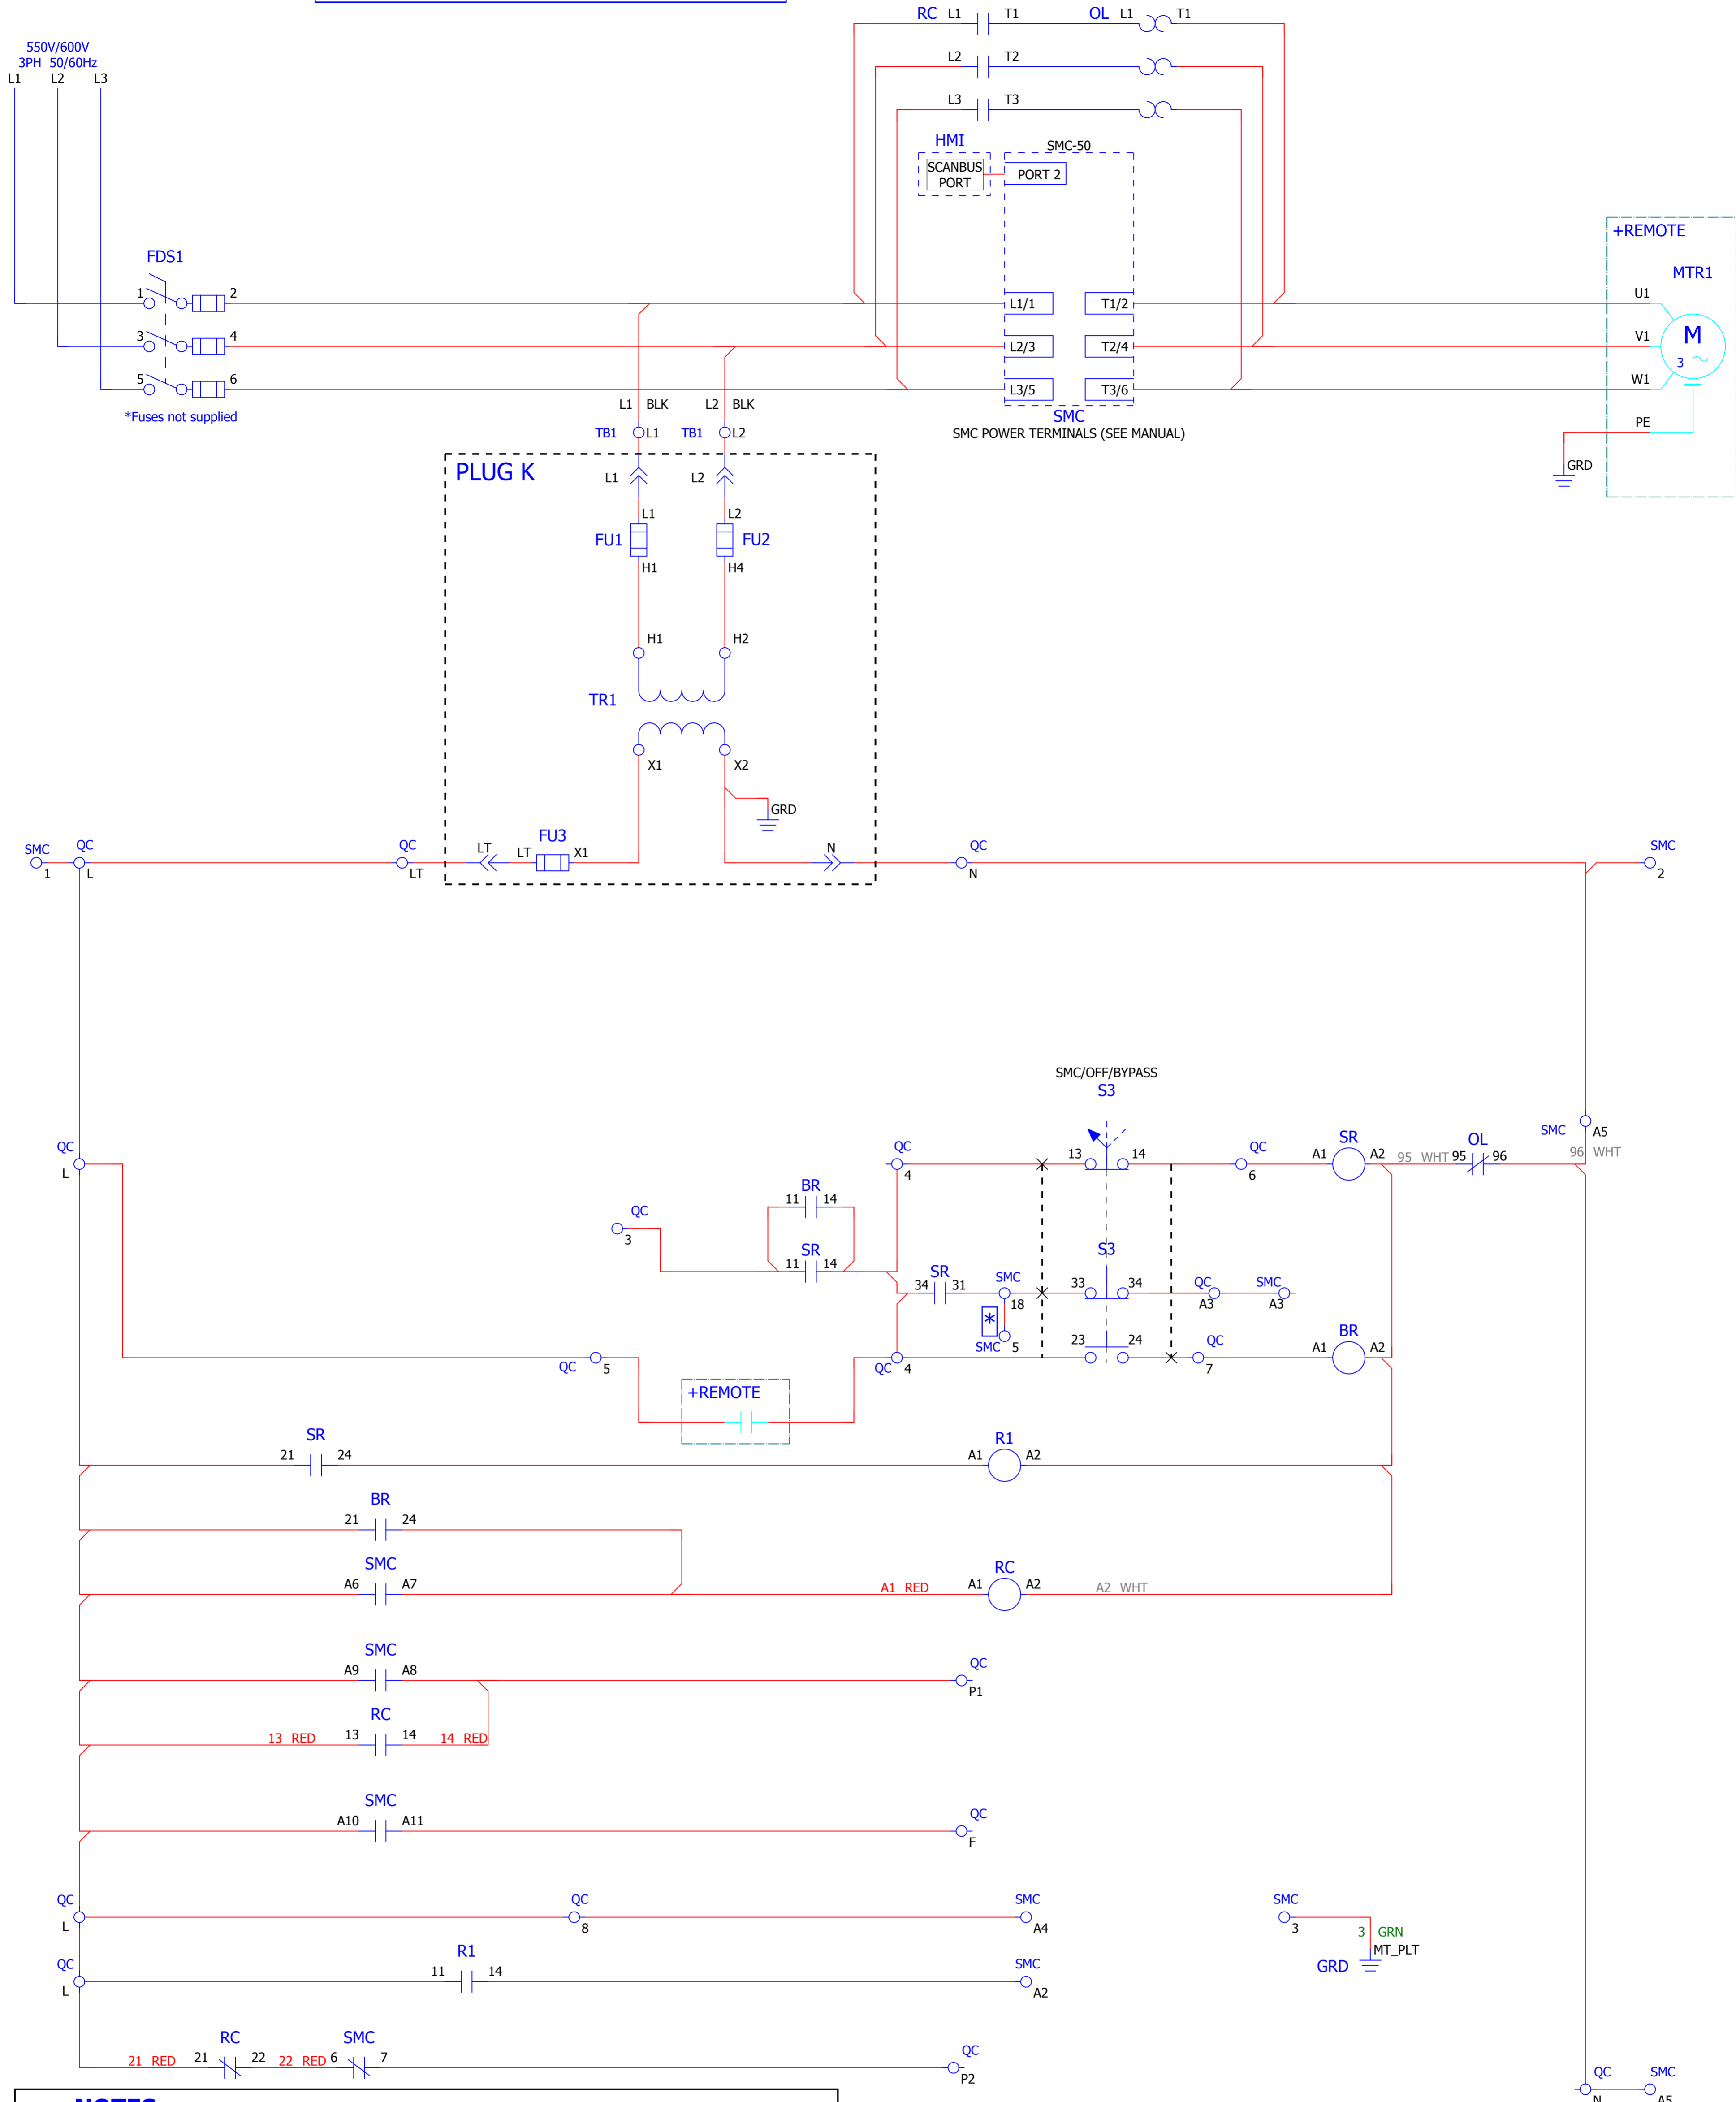 RC L1 T1 OL L1 T1
550V/600V
3PH 50/60Hz
L1 L2 L3
L2 T2
L3 T3
HMI
SMC-50
SCANBUS
PORT
PORT 2
+REMOTE
MTR1
FDS1
1 2
L1/1 T1/2
U1
3 4
L2/3 T2/4
V1
M
3
5 6
L3/5 T3/6
W1
*Fuses not supplied
L1 BLK L2 BLK
SMC
PE
TB1 L1 TB1 L2
SMC POWER TERMINALS (SEE MANUAL)
GRD
PLUG K
L1 L2
L1 L2
FU1 FU2
H1 H4
H1 H2
TR1
X1 X2
GRD
SMC QC QC LT LT FU3 X1 N QC SMC
1 L LT N 2
SMC/OFF/BYPASS
S3
SMC A5
QC QC 13 14 QC A1 SR A2 95 WHT 95 OL 96 96 WHT
L 4 6
BR
11 14
QC
3
SR
11 14
S3
SR
34 31 SMC 33 34 QC SMC
18 A3 A3
*
SMC 5
23 24 QC A1 BR A2
QC 5 QC 4 7
+REMOTE
SR
21 24
R1
A1 A2
BR
21 24
SMC
A6 A7
RC
A1 RED A1 A2 A2 WHT
SMC
A9 A8
QC
P1
RC
13 RED 13 14 14 RED
SMC
A10 A11
QC
F
QC QC SMC SMC
L 8 A4 3
3 GRN
MT_PLT
GRD
QC R1 SMC
L 11 14 A2
RC SMC
21 RED 21 22 22 RED 6 7
QC
P2
QC SMC
N A5
NOTES